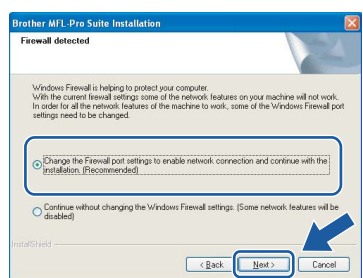 Brother MFL-Pro Suite Installation
Firewall detected
Windows Firewall is helping to protect your computer.
With the current firewall settings some of the network features on your machine will not work.
In order for all the network features of the machine to work, some of the Windows Firewall port
settings need to be changed.
Change the Firewall port settings to enable network connection and continue with the
installation. (Recommended)
Continue without changing the Windows Firewall settings. (Some network features will be
disabled)
InstallShield
< Back
Next >
Cancel